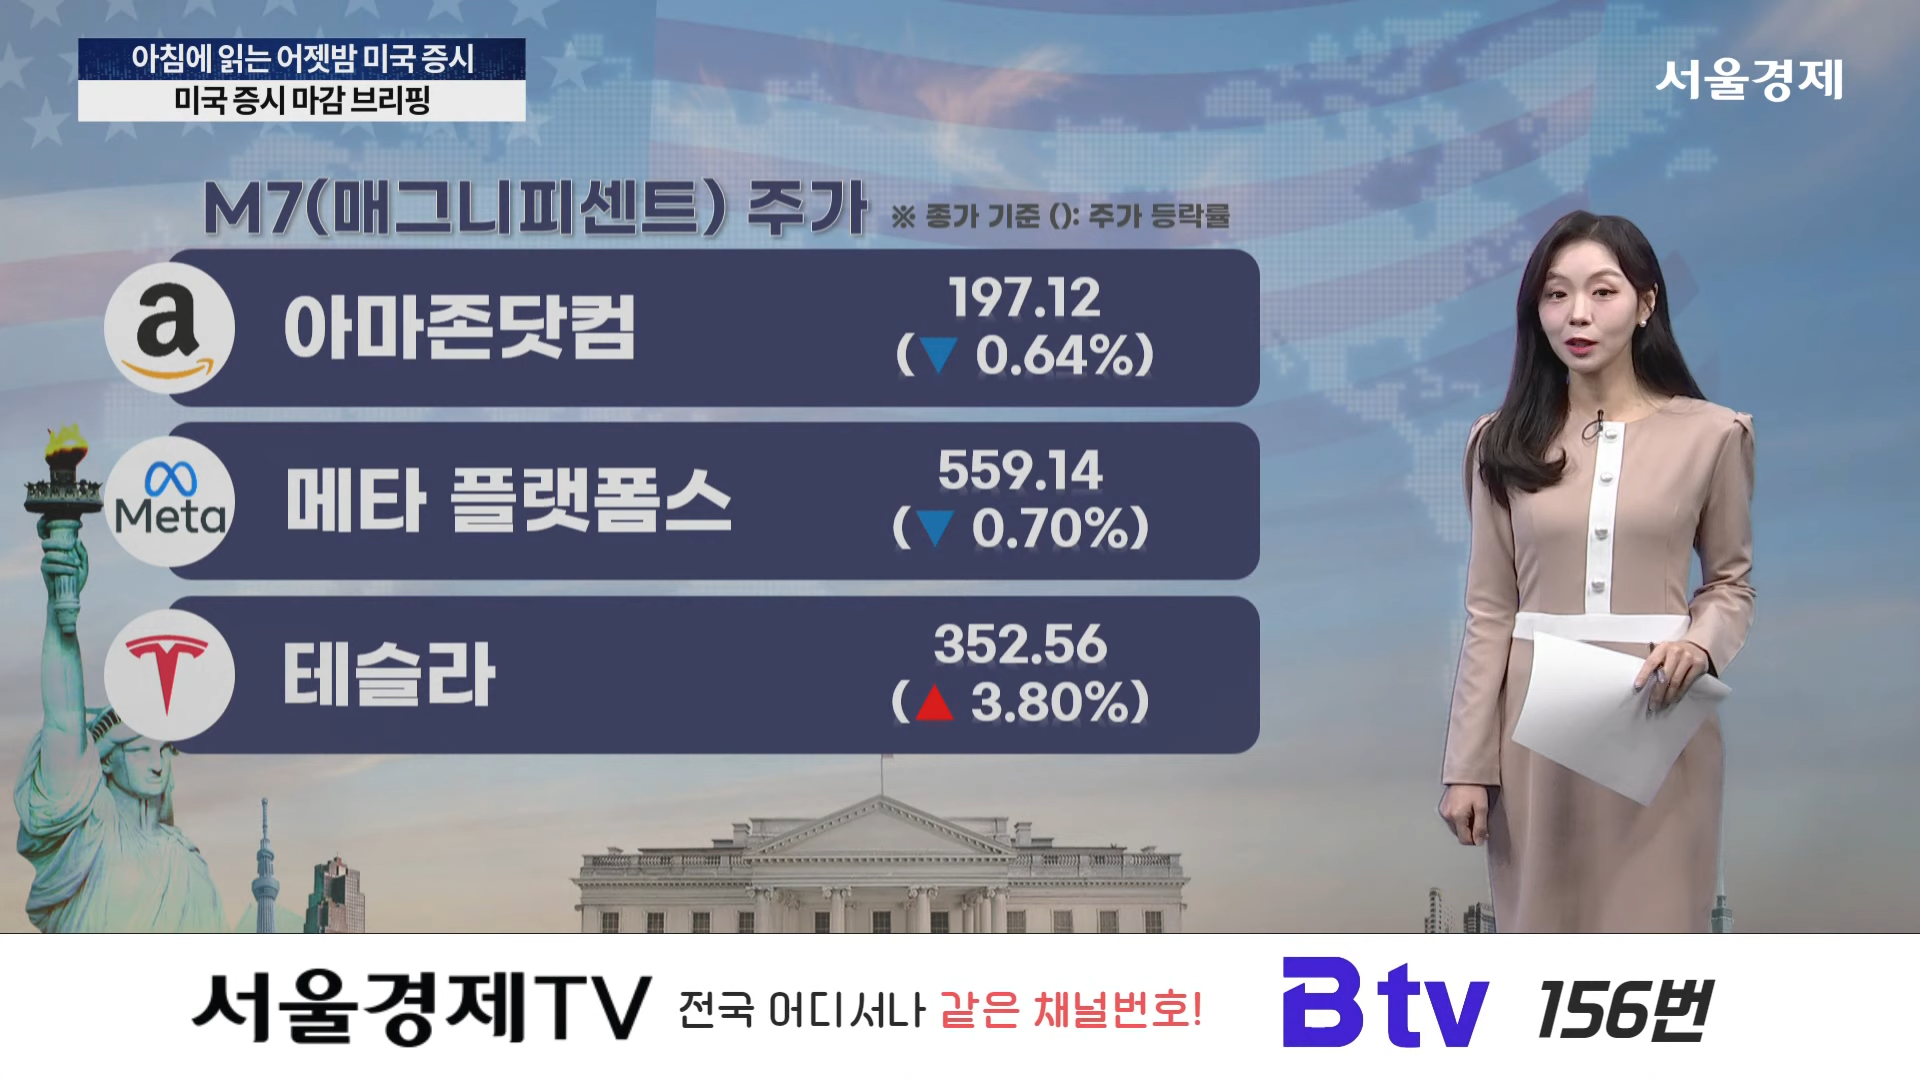 아침에 읽는 어젯밤 미국 증시
미국 증시 마감 브리핑
서울경제
M7(매그니피센트) 주가 ※ 종가 기준 (): 주가 등락률
a 아마존닷컴 197.12
(▼ 0.64%)
Meta 메타 플랫폼스 559.14
(▼ 0.70%)
테슬라 352.56
(▲ 3.80%)
서울경제TV 전국 어디서나 같은 채널번호! B tv 156번